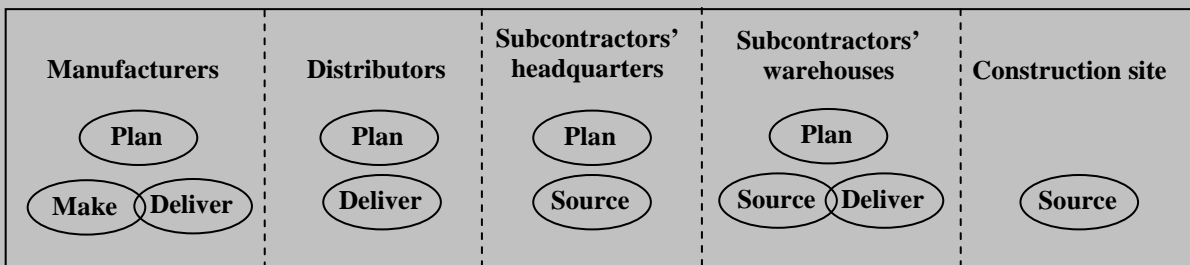 Manufacturers
Plan
Make Deliver
Distributors
Plan
Deliver
Subcontractors’
headquarters
Plan
Source
Subcontractors’
warehouses
Plan
Source Deliver
Construction site
Source